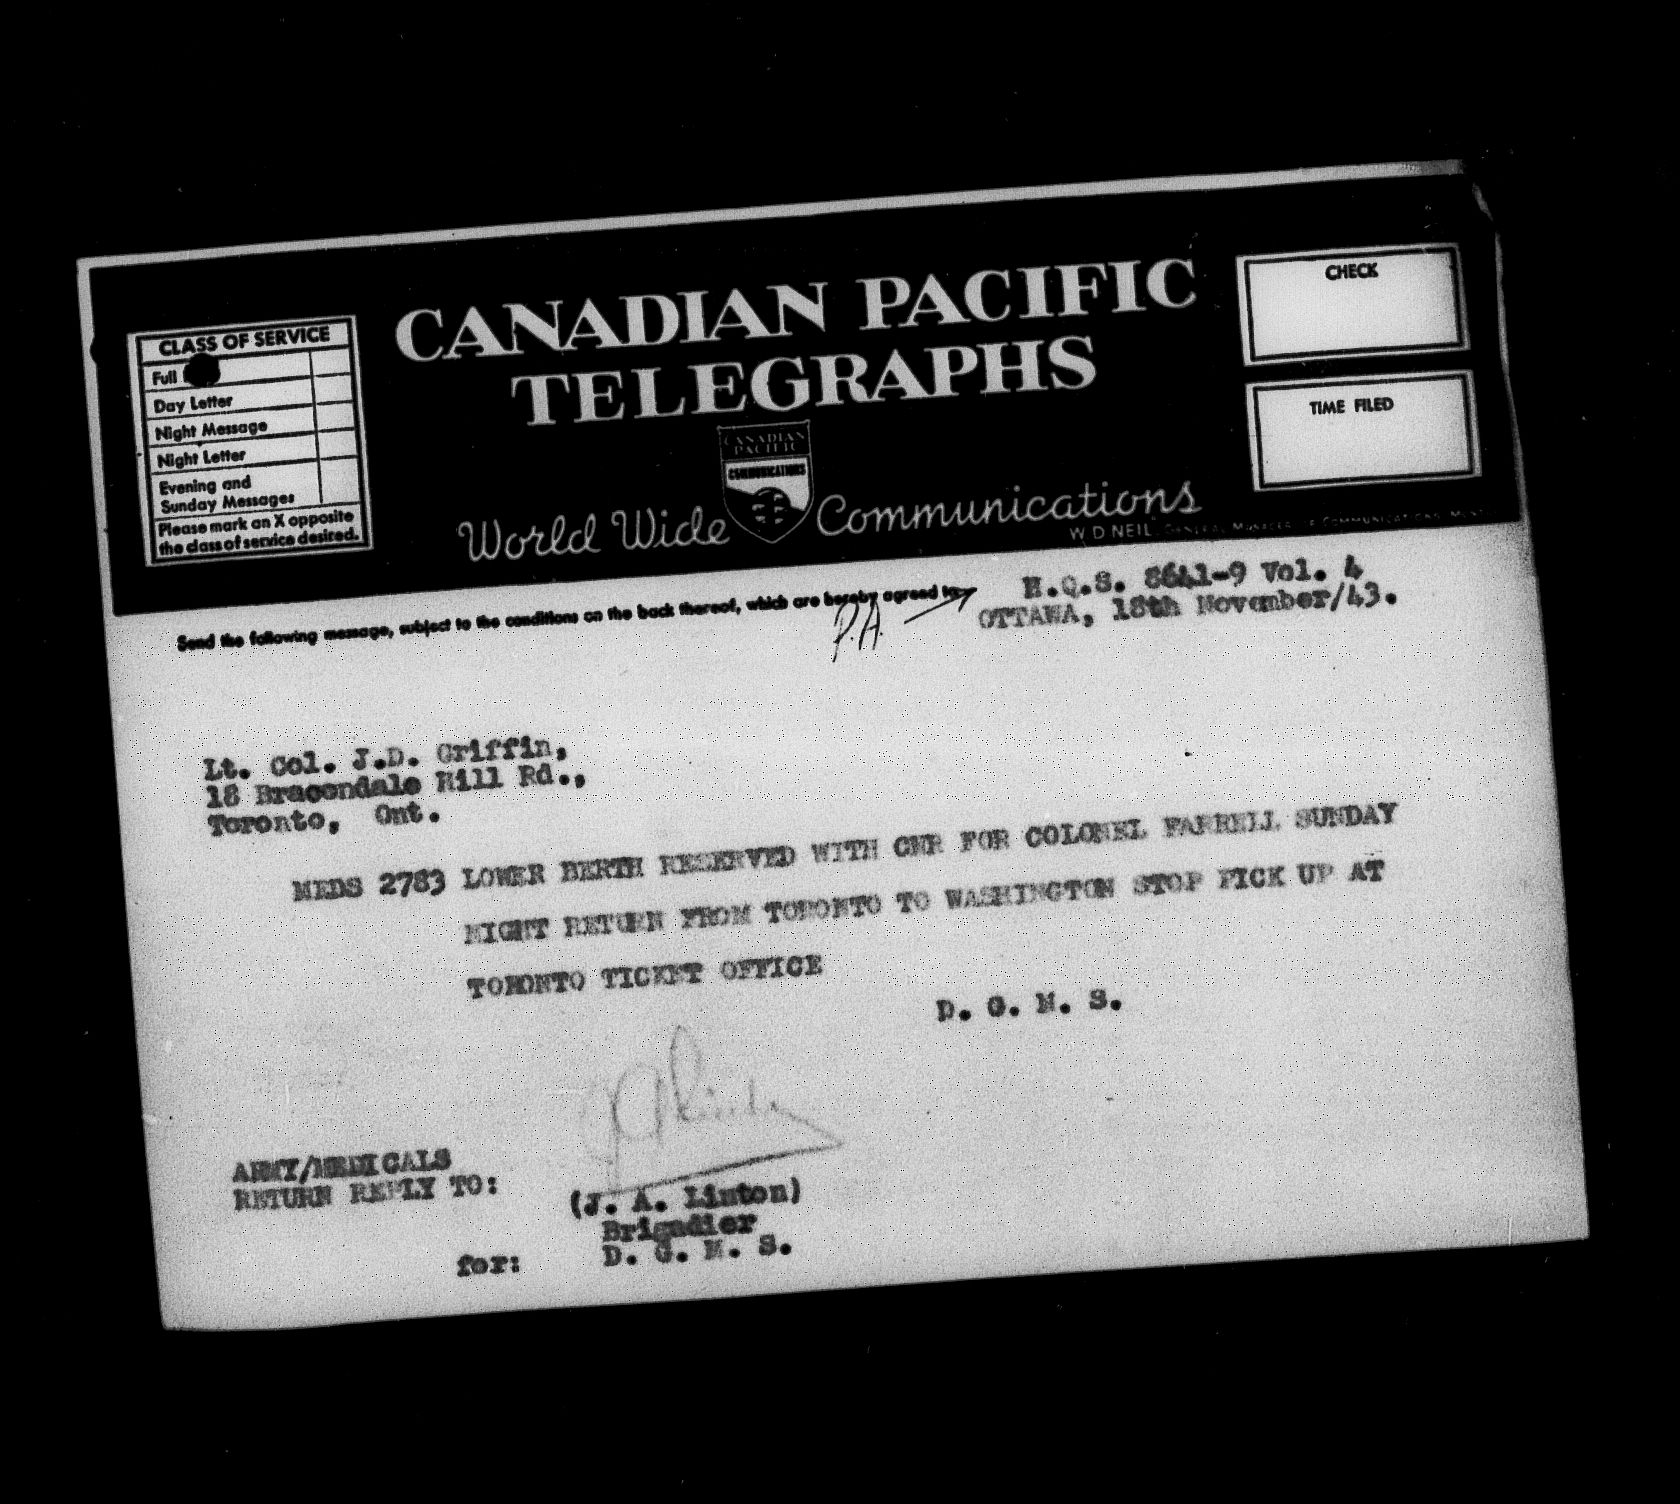 CANADIAN PACIFIC
TELEGRAPHS
CANADIAN
PACIFIC
COMMUNICATIONS
World Wide Communications
W. D. NEIL, GENERAL MANAGER OF COMMUNICATIONS,
CLASS OF SERVICE
Full
Day Letter
Night Message
Night Letter
Evening and
Sunday Messages
Please mark an X opposite
the class of service desired.
CHECK
TIME FILED
Send the following message, subject to the conditions on the back thereof, which are hereby agreed to
P.A.
H.Q.S. 8641-9 Vol. 4
OTTAWA, 18th November/43.
Lt. Col. J.D. Griffin,
18 Bracondale Hill Rd.,
Toronto, Ont.
MEDS 2783 LOWER BERTH RESERVED WITH CNR FOR COLONEL FARRELL SUNDAY
NIGHT RETURN FROM TORONTO TO WASHINGTON STOP PICK UP AT
TORONTO TICKET OFFICE
D. G. M. S.
ARMY/MEDICALS
RETURN REPLY TO:
(J. A. Linton)
Brigadier
for: D. G. M. S.